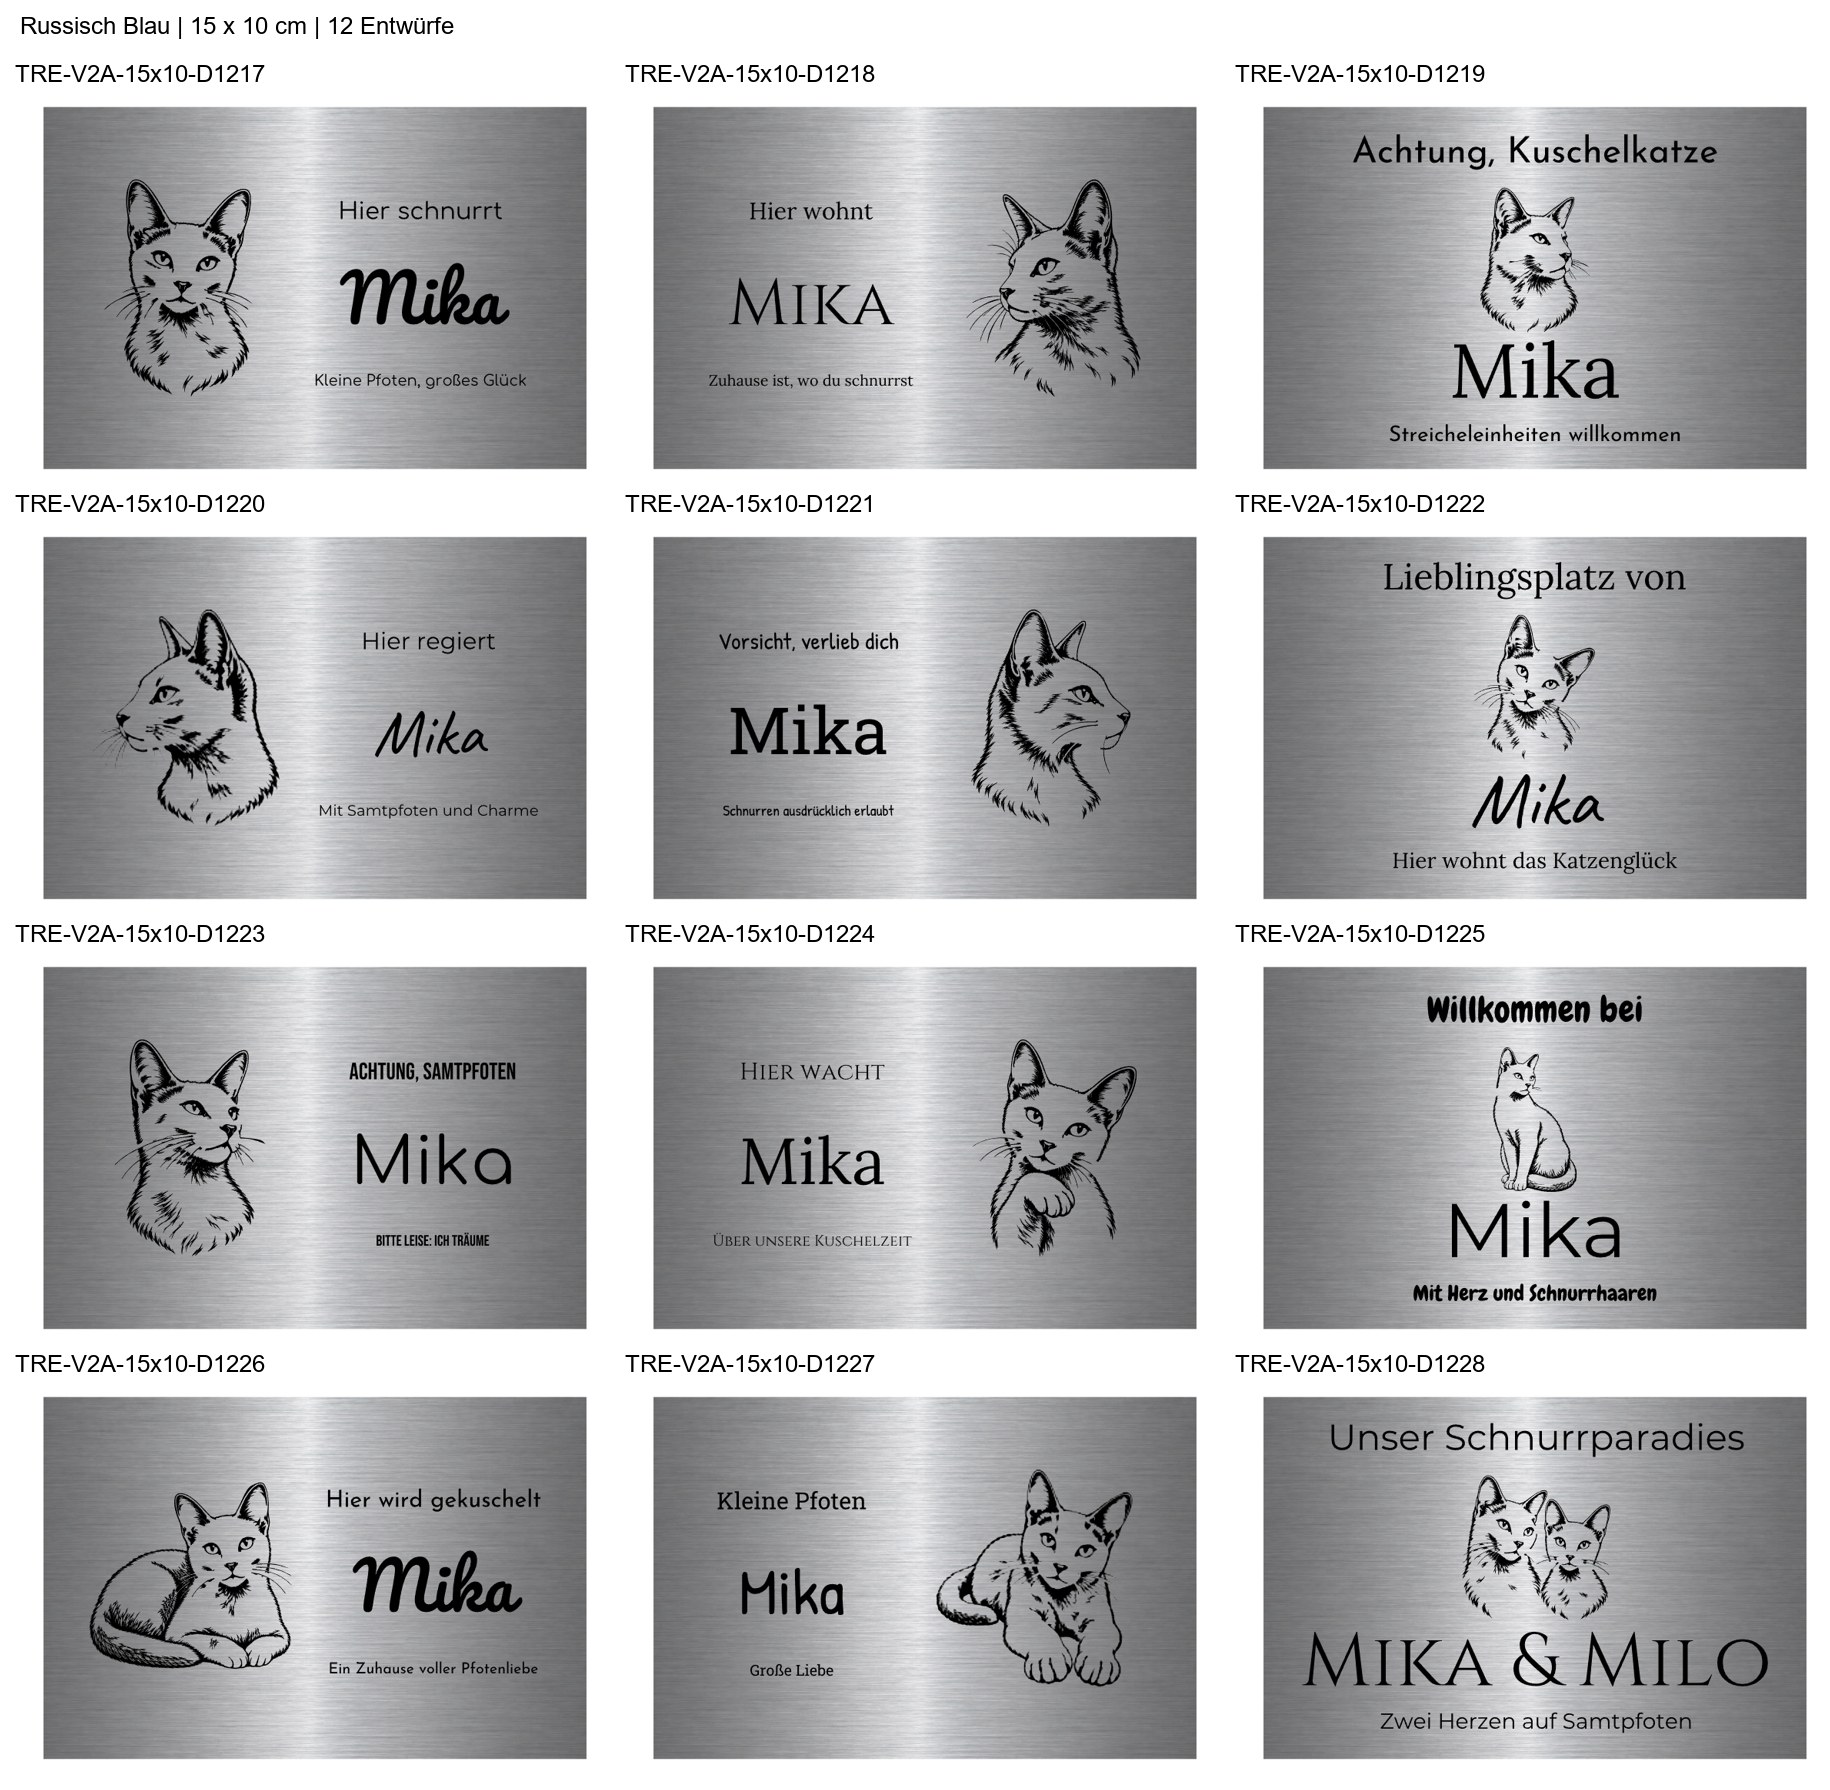 Russisch Blau | 15 x 10 cm | 12 Entwürfe
TRE-V2A-15x10-D1217
Hier schnurrt
Mika
Kleine Pfoten, großes Glück
TRE-V2A-15x10-D1218
Hier wohnt
Mika
Zuhause ist, wo du schnurrst
TRE-V2A-15x10-D1219
Achtung, Kuschelkatze
Mika
Streicheleinheiten willkommen
TRE-V2A-15x10-D1220
Hier regiert
Mika
Mit Samtpfoten und Charme
TRE-V2A-15x10-D1221
Vorsicht, verlieb dich
Mika
Schnurren ausdrücklich erlaubt
TRE-V2A-15x10-D1222
Lieblingsplatz von
Mika
Hier wohnt das Katzenglück
TRE-V2A-15x10-D1223
ACHTUNG, SAMTPFOTEN
Mika
BITTE LEISE: ICH TRÄUME
TRE-V2A-15x10-D1224
Hier wacht
Mika
Über unsere Kuschelzeit
TRE-V2A-15x10-D1225
Willkommen bei
Mika
Mit Herz und Schnurrhaaren
TRE-V2A-15x10-D1226
Hier wird gekuschelt
Mika
Ein Zuhause voller Pfotenliebe
TRE-V2A-15x10-D1227
Kleine Pfoten
Mika
Große Liebe
TRE-V2A-15x10-D1228
Unser Schnurrparadies
Mika & Milo
Zwei Herzen auf Samtpfoten